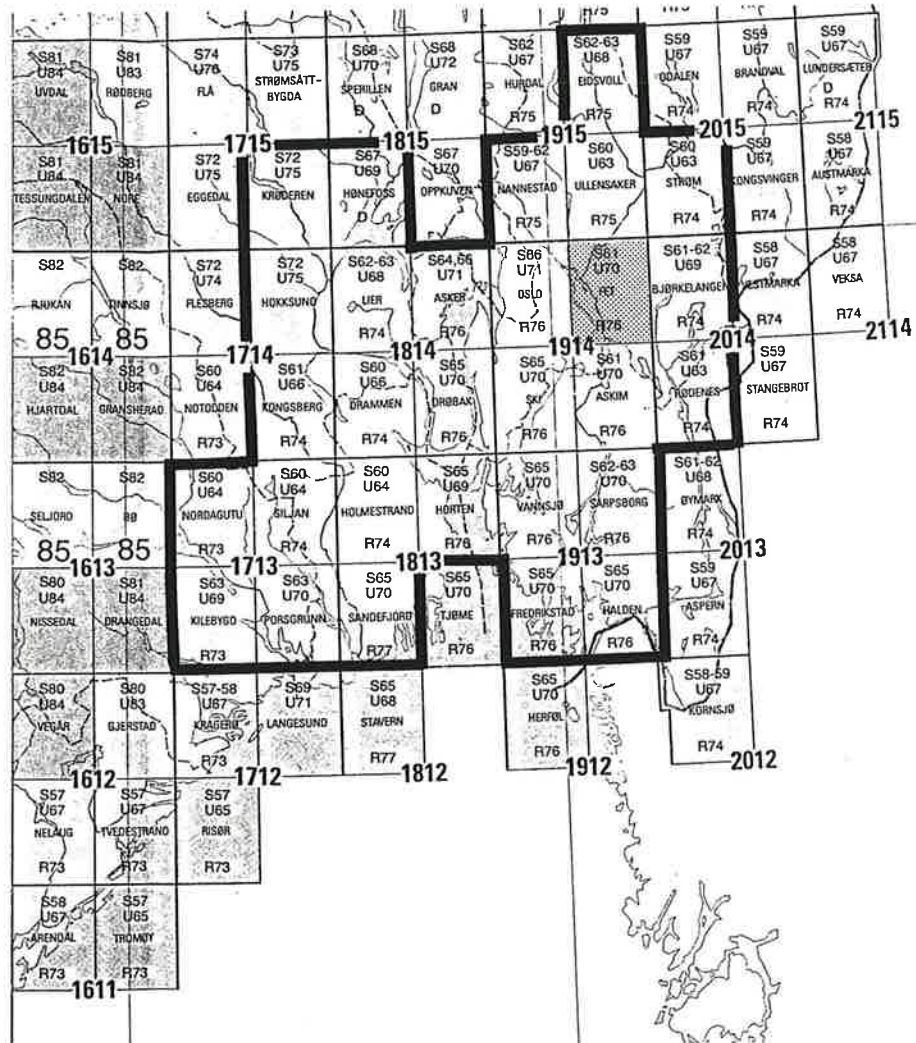 R75 R75
S81 S81 S74 S73 S68 S68 S62 S62-63 S59 S59 S59
U84 U83 U76 U75 U70 U72 U67 U68 U67 U67 U67
UVDAL RØDBERG FLÅ STRØMSÅTT- SPERILLEN GRAN HURDAL EIDSVOLL ODALEN BRANDVAL LUNDERSÆTER
BYGDA
D D R75 R75 R74 R74 D R74
1615 1715 1815 1915 2015 2115
S81 S81 S72 S72 S67 S67 S59-62 S60 S60 S59 S58
U84 U84 U75 U75 U69 U70 U67 U63 U63 U67 U67
TESSUNGDALEN NORE EGGEDAL KRØDEREN HØNEFOSS OPPKUVEN NANNESTAD ULLENSAKER STRØM KONGSVINGER AUSTMARKA
D R75 R75 R74 R74 R74
S82 S82 S72 S72 S62-63 S64,66 S86 S61 S61-62 S58 S58
U74 U75 U68 U71 U71 U70 U69 U67 U67
RJUKAN TINNSJØ FLESBERG HOKKSUND LIER ASKER OSLO FET BJØRKELANGEN VESTMARKA VEKSA
85 85 R74 R76 R76 R76 R74 R74 R74
1614 1714 1814 1914 2014 2114
S82 S82 S60 S61 S60 S65 S65 S61 S61 S59
U84 U84 U64 U66 U66 U70 U70 U70 U63 U67
HJARTDAL GRANSHERAD NOTODDEN KONGSBERG DRAMMEN DRØBAK SKI ASKIM RØDENES STANGEBROT
R73 R74 R74 R76 R76 R76 R74 R74
S82 S82 S60 S60 S60 S65 S65 S62-63 S61-62
U64 U64 U64 U69 U70 U70 U68
SELJORD BØ NORDAGUTU SILJAN HOLMESTRAND HORTEN VANNSJØ SARPSBORG ØYMARK
85 85 R73 R74 R74 R76 R76 R76 R74
1613 1713 1813 1913 2013
S80 S81 S63 S63 S65 S65 S65 S65 S59
U84 U84 U69 U70 U70 U70 U70 U70 U67
NISSEDAL DRANGEDAL KILEBYGD PORSGRUNN SANDEFJORD TJØME FREDRIKSTAD HALDEN ASPERN
R73 R77 R76 R76 R76 R74
S80 S80 S57-58 S69 S65 S65 S58-59
U84 U83 U67 U71 U68 U70 U67
VEGÅR GJERSTAD KRAGERØ LANGESUND STAVERN HERFØL KORNSJØ
R73 R77 R76 R74
1612 1712 1812 1912 2012
S57 S57 S57
U67 U67 U65
NELAUG TVEDESTRAND RISØR
R73 R73 R73
S58 S57
U67 U65
ARENDAL TROMØY
R73 R73
1611